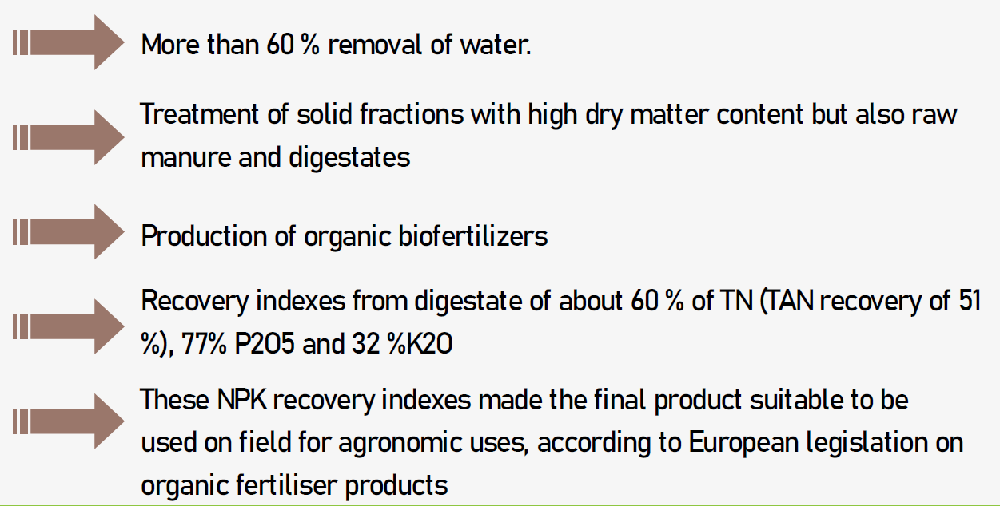 More than 60 % removal of water.
Treatment of solid fractions with high dry matter content but also raw
manure and digestates
Production of organic biofertilizers
Recovery indexes from digestate of about 60 % of TN (TAN recovery of 51
%), 77% P2O5 and 32 %K2O
These NPK recovery indexes made the final product suitable to be
used on field for agronomic uses, according to European legislation on
organic fertiliser products